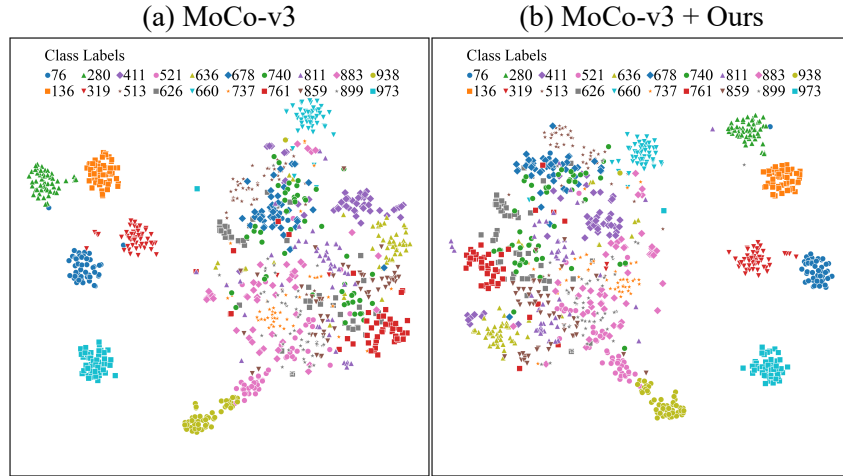 (a) MoCo-v3
(b) MoCo-v3 + Ours
Class Labels
76 280 411 521 636 678 740 811 883 938
136 319 513 626 660 737 761 859 899 973
Class Labels
76 280 411 521 636 678 740 811 883 938
136 319 513 626 660 737 761 859 899 973